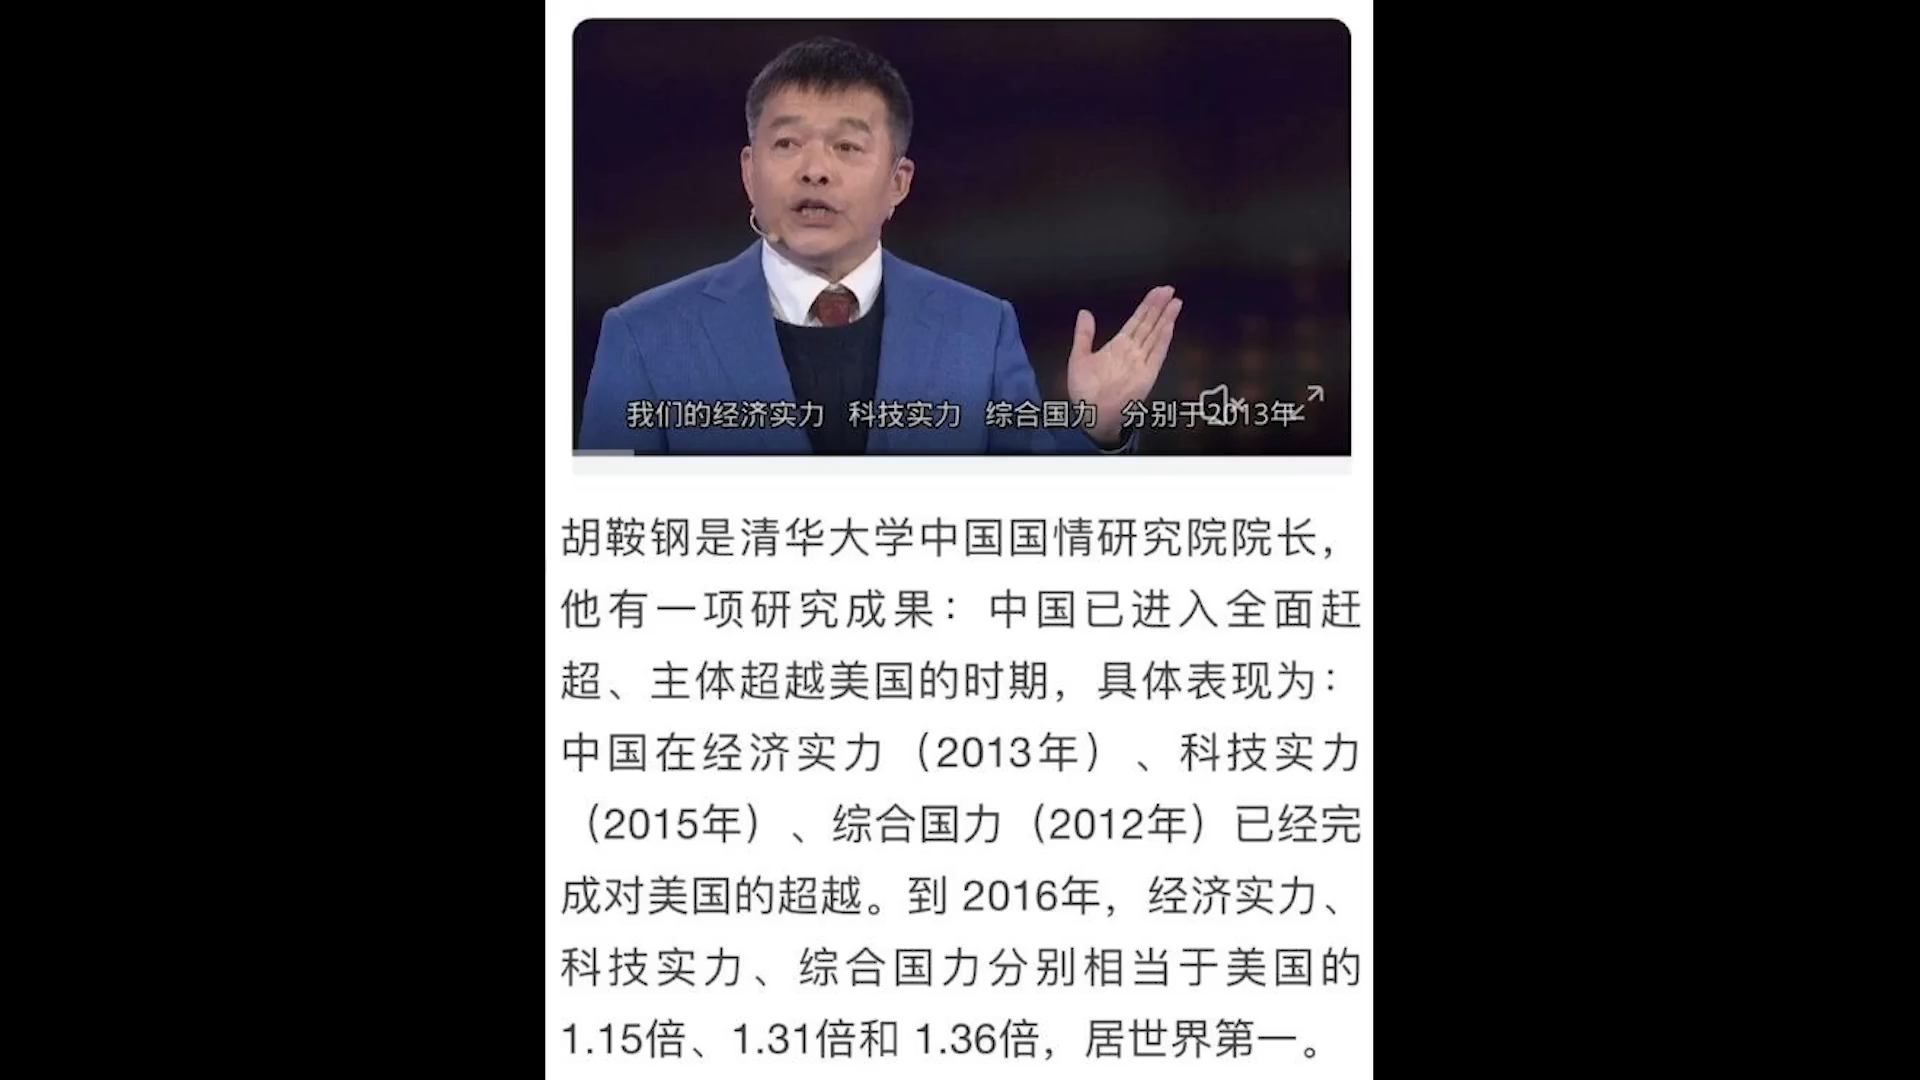 我们的经济实力 科技实力 综合国力 分别于2013年
胡鞍钢是清华大学中国国情研究院院长，
他有一项研究成果：中国已进入全面赶
超、主体超越美国的时期，具体表现为：
中国在经济实力（2013年）、科技实力
（2015年）、综合国力（2012年）已经完
成对美国的超越。到 2016年，经济实力、
科技实力、综合国力分别相当于美国的
1.15倍、1.31倍和 1.36倍，居世界第一。